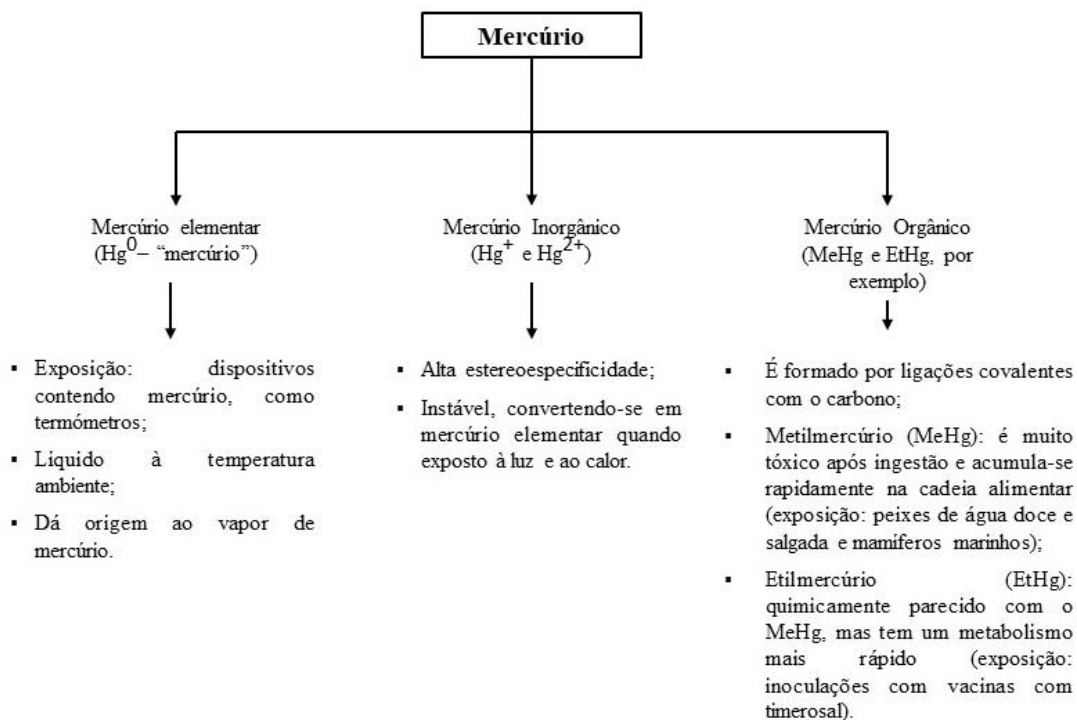 Mercúrio
Mercúrio elementar
(Hg⁰– “mercúrio”)
▪ Exposição: dispositivos
contendo mercúrio, como
termómetros;
▪ Líquido à temperatura
ambiente;
▪ Dá origem ao vapor de
mercúrio.
Mercúrio Inorgânico
(Hg⁺ e Hg²⁺)
▪ Alta estereoespecificidade;
▪ Instável, convertendo-se em
mercúrio elementar quando
exposto à luz e ao calor.
Mercúrio Orgânico
(MeHg e EtHg, por
exemplo)
▪ É formado por ligações covalentes
com o carbono;
▪ Metilmercúrio (MeHg): é muito
tóxico após ingestão e acumula-se
rapidamente na cadeia alimentar
(exposição: peixes de água doce e
salgada e mamíferos marinhos);
▪ Etilmercúrio (EtHg):
quimicamente parecido com o
MeHg, mas tem um metabolismo
mais rápido (exposição:
inoculações com vacinas com
timerosal).